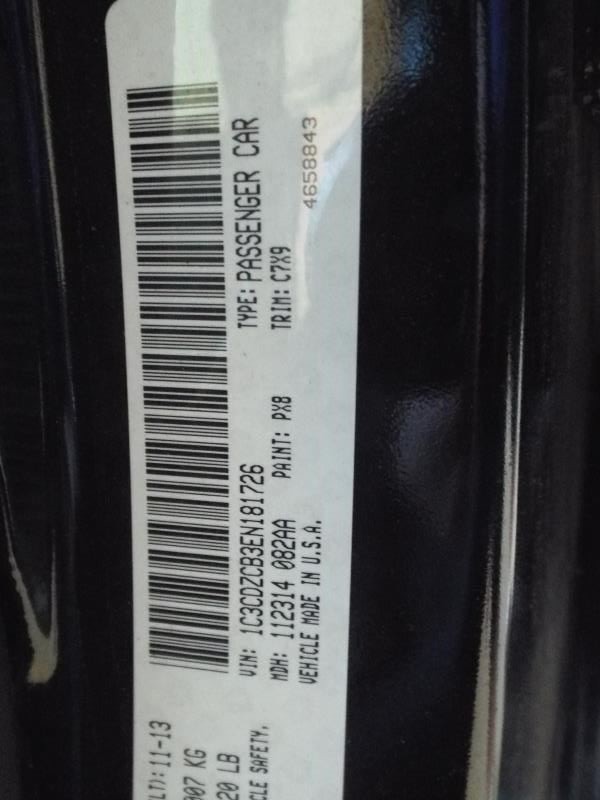 LT): 11-13
907 KG
20 LB
CLE SAFETY,
VIN: 1C3CDZCB3EN181726 TYPE: PASSENGER CAR
MDH: 112314 082AA PAINT: PX8 TRIM: C7X9
VEHICLE MADE IN U.S.A. 4658843